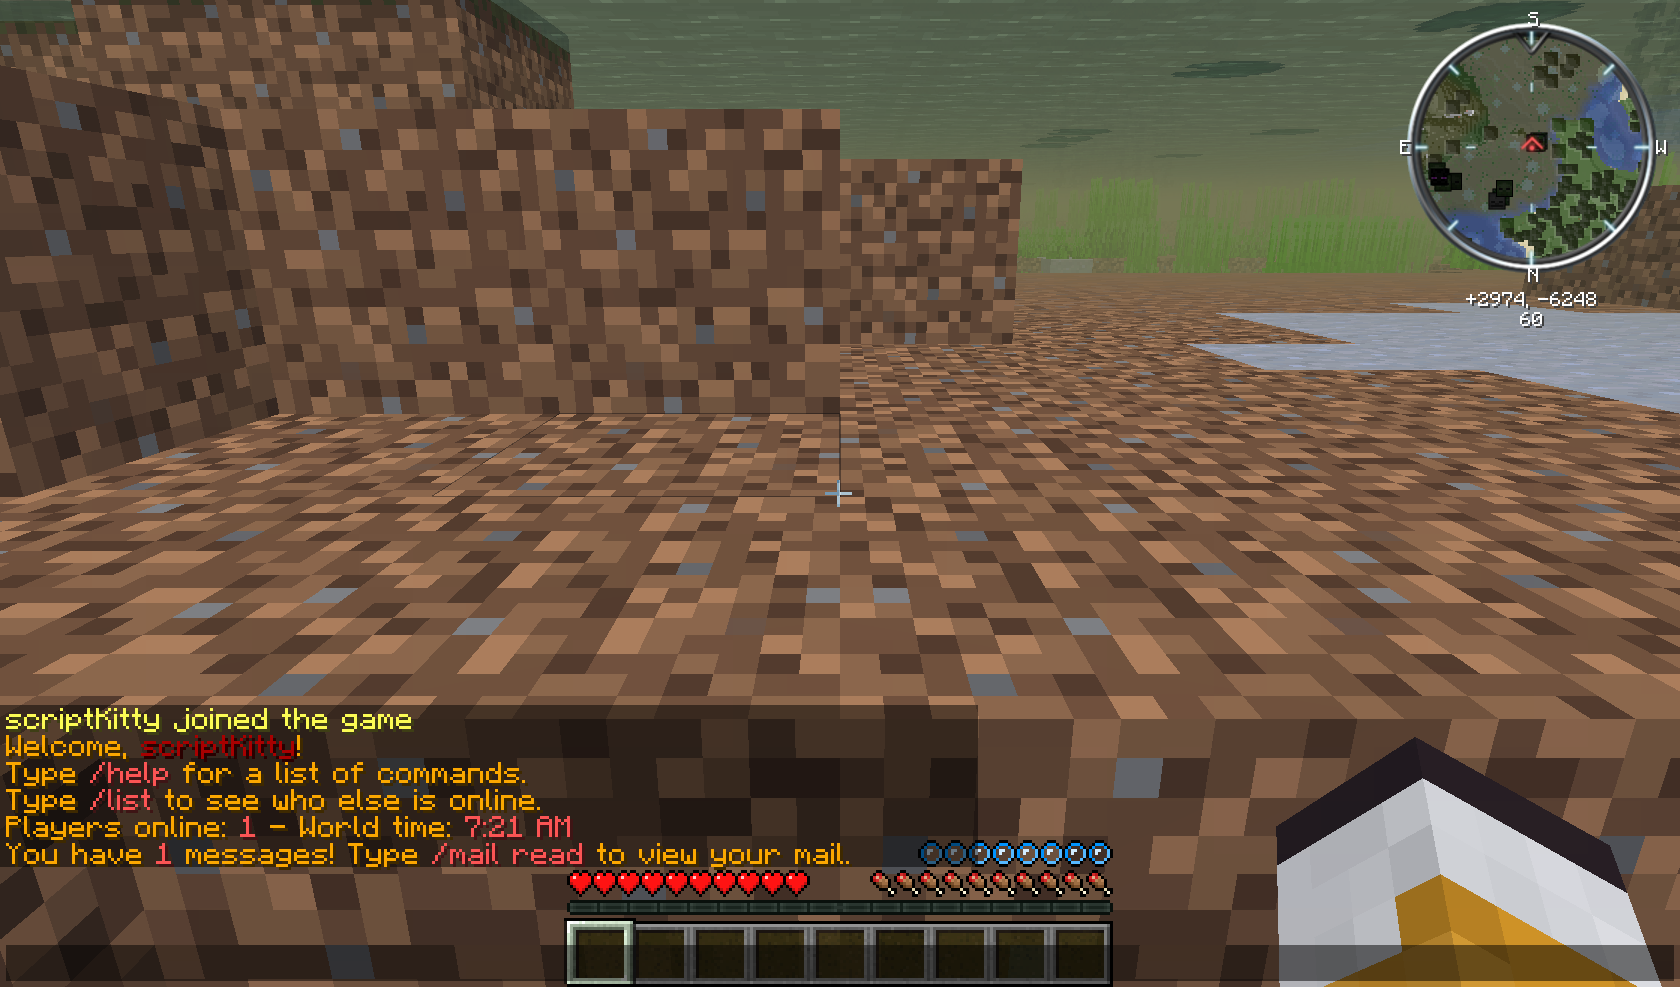 S
E
W
N
+2974, -6248
60
scriptKitty joined the game
Welcome, scriptKitty!
Type /help for a list of commands.
Type /list to see who else is online.
Players online: 1 - World time: 7:21 AM
You have 1 messages! Type /mail read to view your mail.